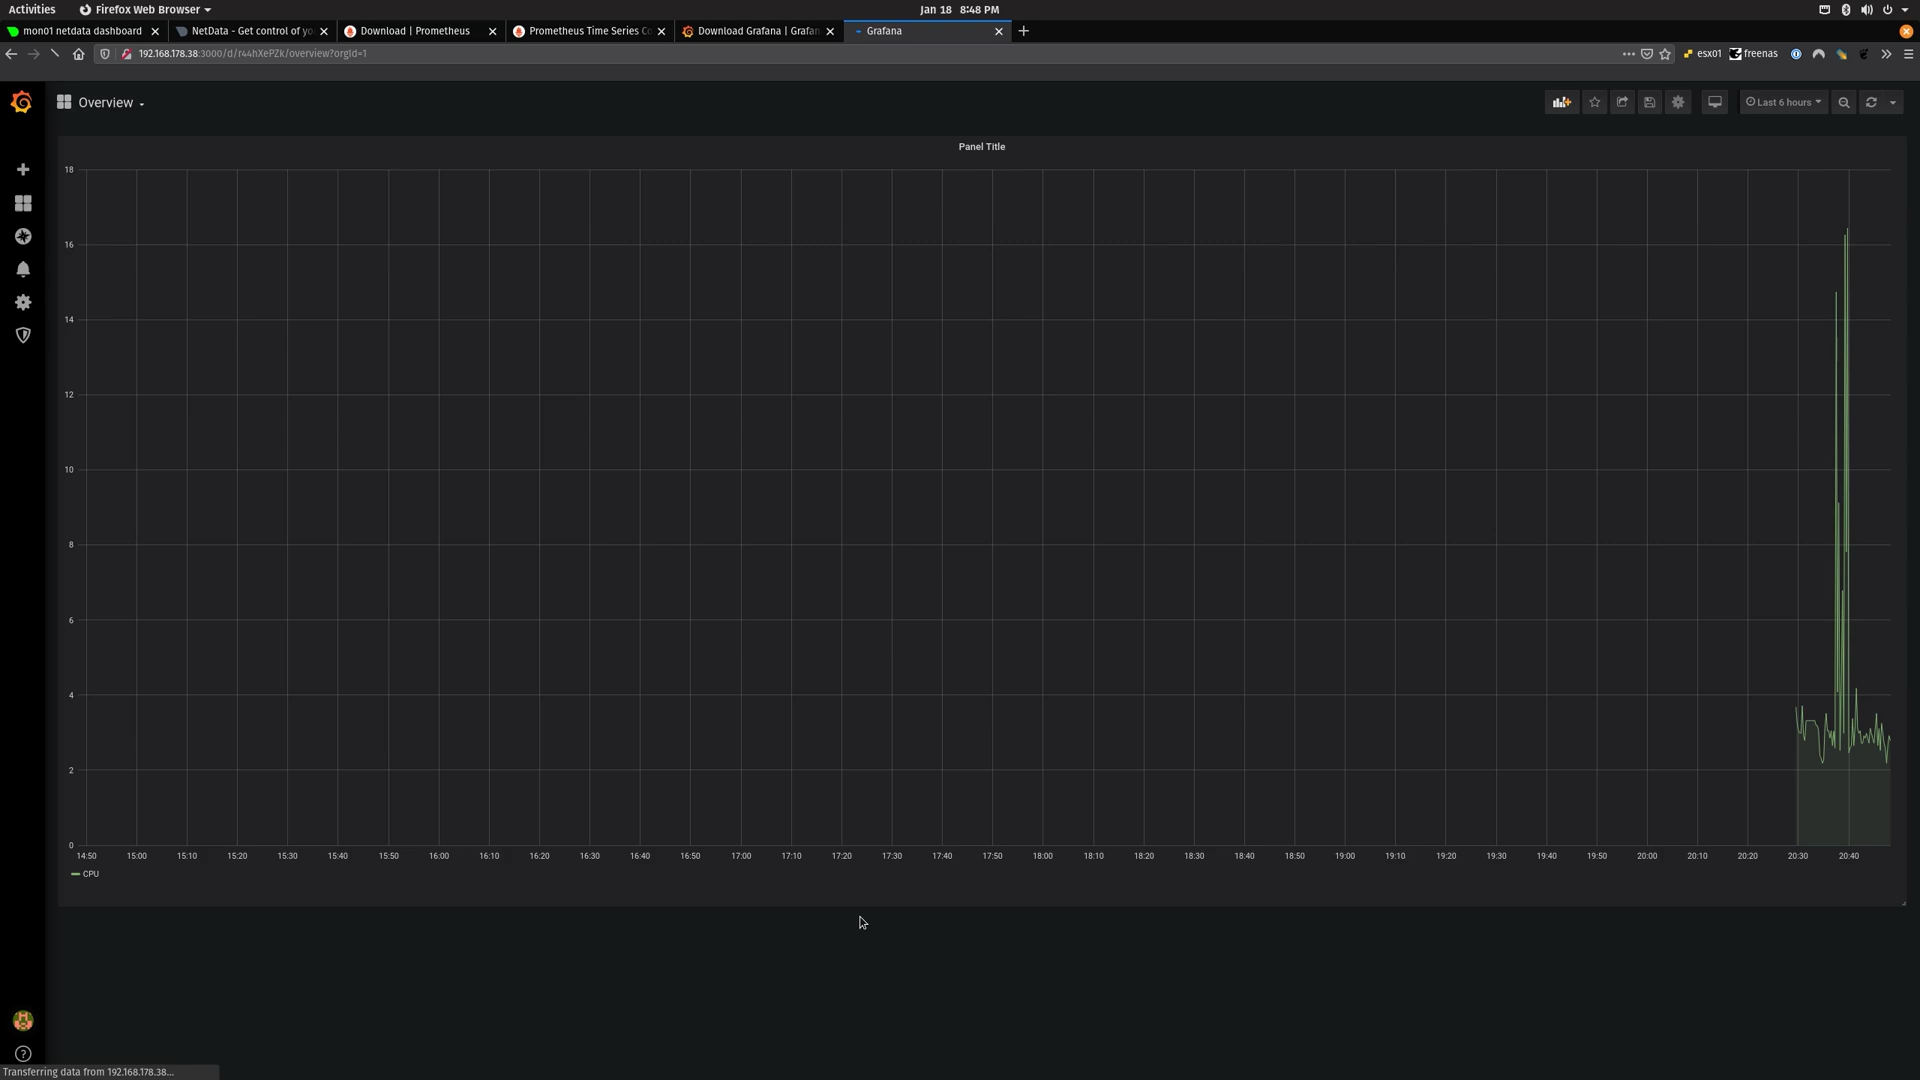 Activities Firefox Web Browser Jan 18 8:48 PM
mon01 netdata dashboard NetData - Get control of yo Download | Prometheus Prometheus Time Series Co Download Grafana | Grafan Grafana
192.168.178.38:3000/d/r44hXePZk/overview?orgId=1 esx01 freenas
Overview Last 6 hours
Panel Title
18
16
14
12
10
8
6
4
2
0
14:50 15:00 15:10 15:20 15:30 15:40 15:50 16:00 16:10 16:20 16:30 16:40 16:50 17:00 17:10 17:20 17:30 17:40 17:50 18:00 18:10 18:20 18:30 18:40 18:50 19:00 19:10 19:20 19:30 19:40 19:50 20:00 20:10 20:20 20:30 20:40
CPU
Transferring data from 192.168.178.38...